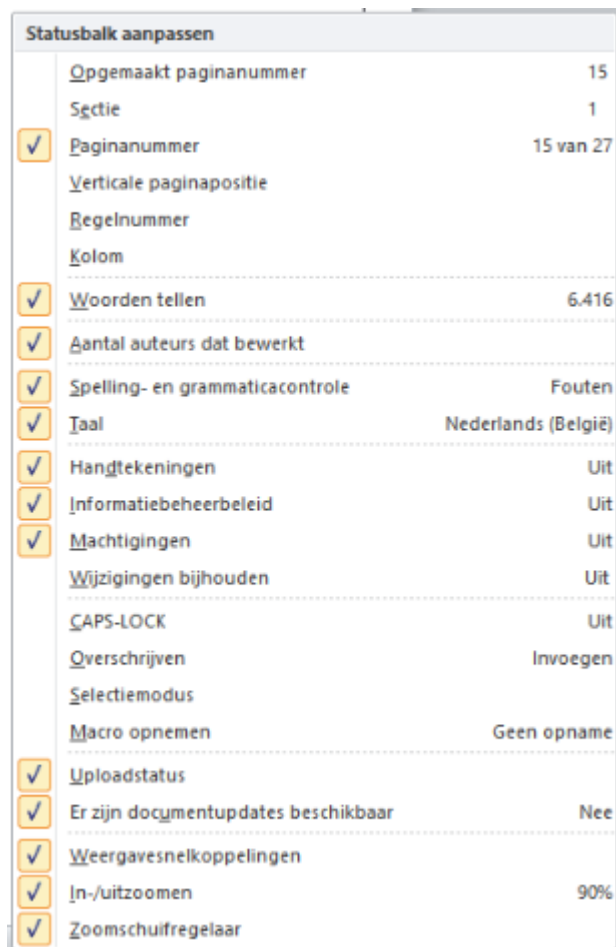 Statusbalk aanpassen
Opgemaakt paginanummer 15
Sectie 1
Paginanummer 15 van 27
Verticale paginapositie
Regelnummer
Kolom
Woorden tellen 6.416
Aantal auteurs dat bewerkt
Spelling- en grammaticacontrole Fouten
Taal Nederlands (België)
Handtekeningen Uit
Informatiebeheerbeleid Uit
Machtigingen Uit
Wijzigingen bijhouden Uit
CAPS-LOCK Uit
Overschrijven Invoegen
Selectiemodus
Macro opnemen Geen opname
Uploadstatus
Er zijn documentupdates beschikbaar Nee
Weergavesnelkoppelingen
In-/uitzoomen 90%
Zoomschuifregelaar